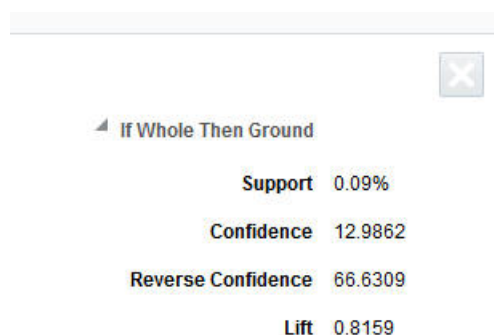 If Whole Then Ground
Support 0.09%
Confidence 12.9862
Reverse Confidence 66.6309
Lift 0.8159